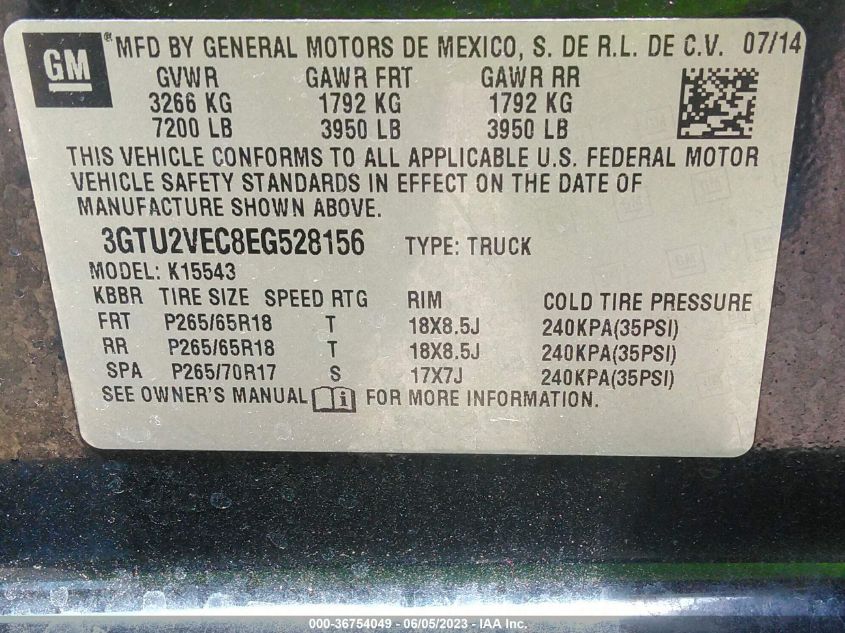 GM ® MFD BY GENERAL MOTORS DE MEXICO, S. DE R.L. DE C.V. 07/14
GVWR GAWR FRT GAWR RR
3266 KG 1792 KG 1792 KG
7200 LB 3950 LB 3950 LB
THIS VEHICLE CONFORMS TO ALL APPLICABLE U.S. FEDERAL MOTOR
VEHICLE SAFETY STANDARDS IN EFFECT ON THE DATE OF
MANUFACTURE SHOWN ABOVE.
3GTU2VEC8EG528156 TYPE: TRUCK
MODEL: K15543
KBBR TIRE SIZE SPEED RTG RIM COLD TIRE PRESSURE
FRT P265/65R18 T 18X8.5J 240KPA(35PSI)
RR P265/65R18 T 18X8.5J 240KPA(35PSI)
SPA P265/70R17 S 17X7J 240KPA(35PSI)
SEE OWNER'S MANUAL i FOR MORE INFORMATION.
000-36754049 - 06/05/2023 - IAA Inc.